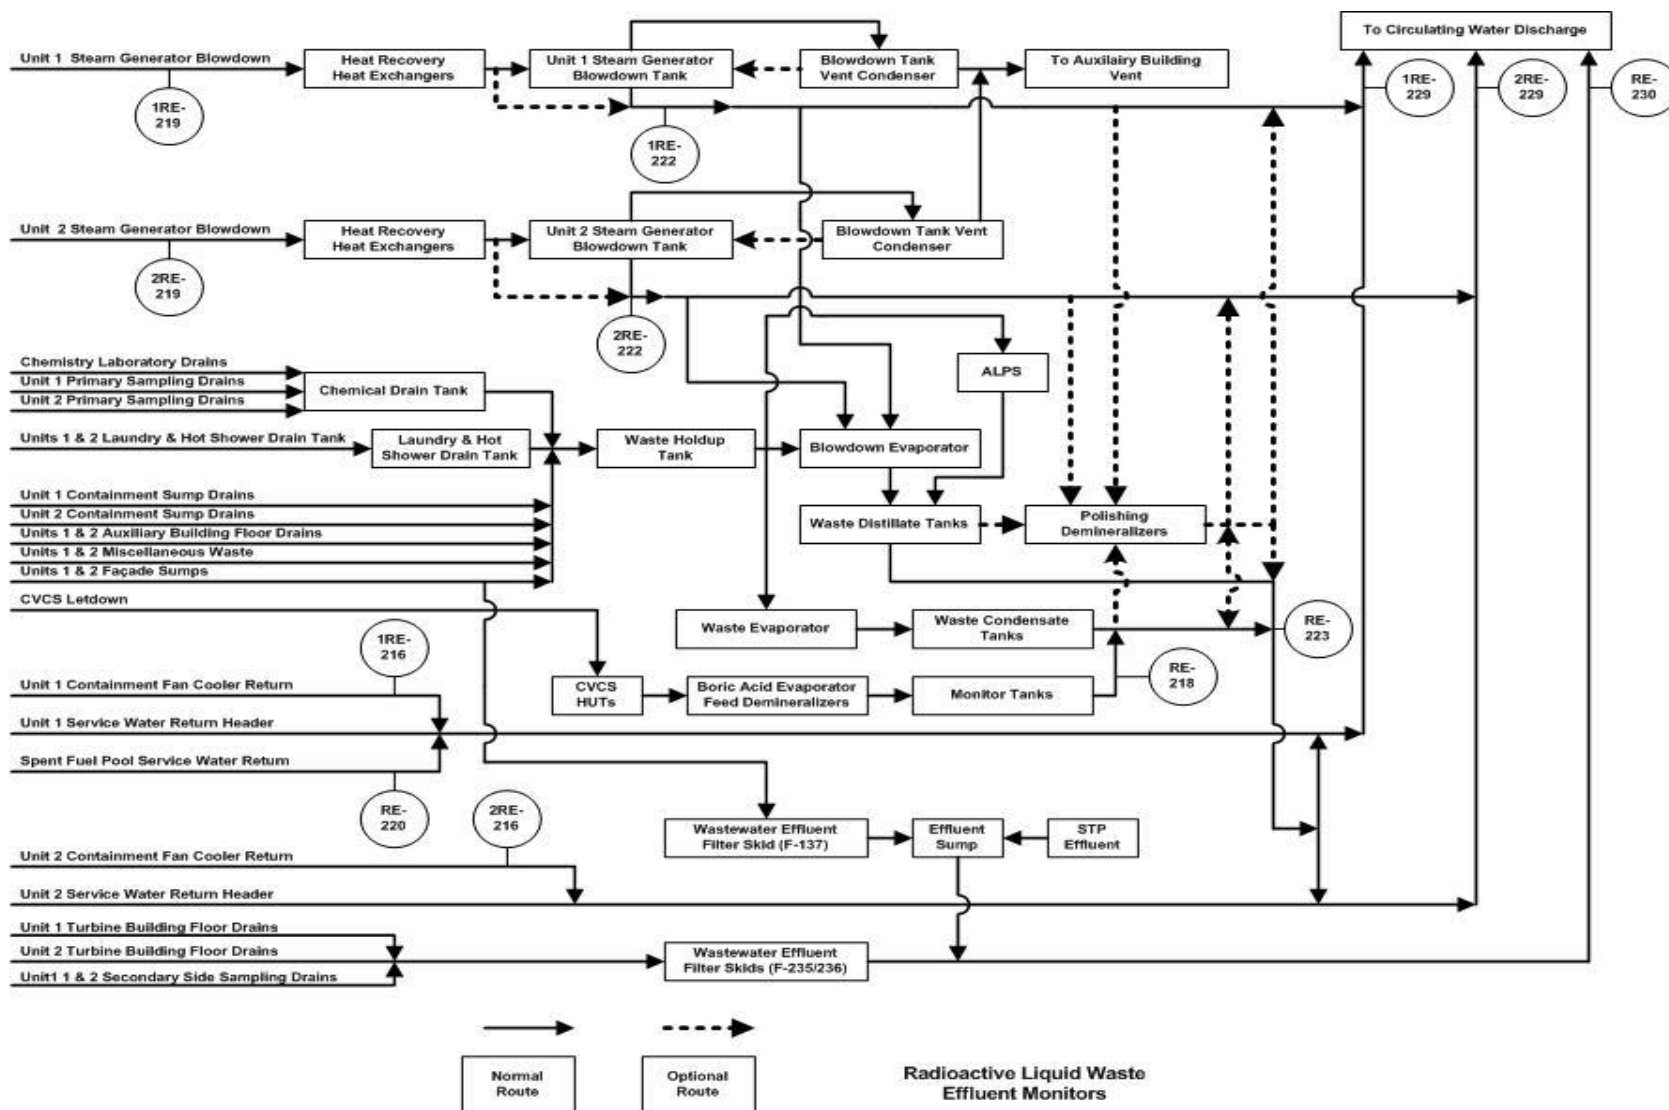 To Circulating Water Discharge
Unit 1 Steam Generator Blowdown
Heat Recovery
Heat Exchangers
Unit 1 Steam Generator
Blowdown Tank
Blowdown Tank
Vent Condenser
To Auxilairy Building
Vent
1RE-
229
2RE-
229
RE-
230
1RE-
219
1RE-
222
Unit 2 Steam Generator Blowdown
Heat Recovery
Heat Exchangers
Unit 2 Steam Generator
Blowdown Tank
Blowdown Tank Vent
Condenser
2RE-
219
2RE-
222
Chemistry Laboratory Drains
Unit 1 Primary Sampling Drains
Unit 2 Primary Sampling Drains
Chemical Drain Tank
ALPS
Units 1 & 2 Laundry & Hot Shower Drain Tank
Laundry & Hot
Shower Drain Tank
Waste Holdup
Tank
Blowdown Evaporator
Unit 1 Containment Sump Drains
Unit 2 Containment Sump Drains
Units 1 & 2 Auxiliary Building Floor Drains
Units 1 & 2 Miscellaneous Waste
Units 1 & 2 Façade Sumps
Waste Distillate Tanks
Polishing
Demineralizers
CVCS Letdown
Waste Evaporator
Waste Condensate
Tanks
RE-
223
1RE-
216
Unit 1 Containment Fan Cooler Return
CVCS
HUTs
Boric Acid Evaporator
Feed Demineralizers
Monitor Tanks
RE-
218
Unit 1 Service Water Return Header
Spent Fuel Pool Service Water Return
RE-
220
2RE-
216
Wastewater Effluent
Filter Skid (F-137)
Effluent
Sump
STP
Effluent
Unit 2 Containment Fan Cooler Return
Unit 2 Service Water Return Header
Unit 1 Turbine Building Floor Drains
Unit 2 Turbine Building Floor Drains
Unit1 1 & 2 Secondary Side Sampling Drains
Wastewater Effluent
Filter Skids (F-235/236)
Normal
Route
Optional
Route
Radioactive Liquid Waste
Effluent Monitors